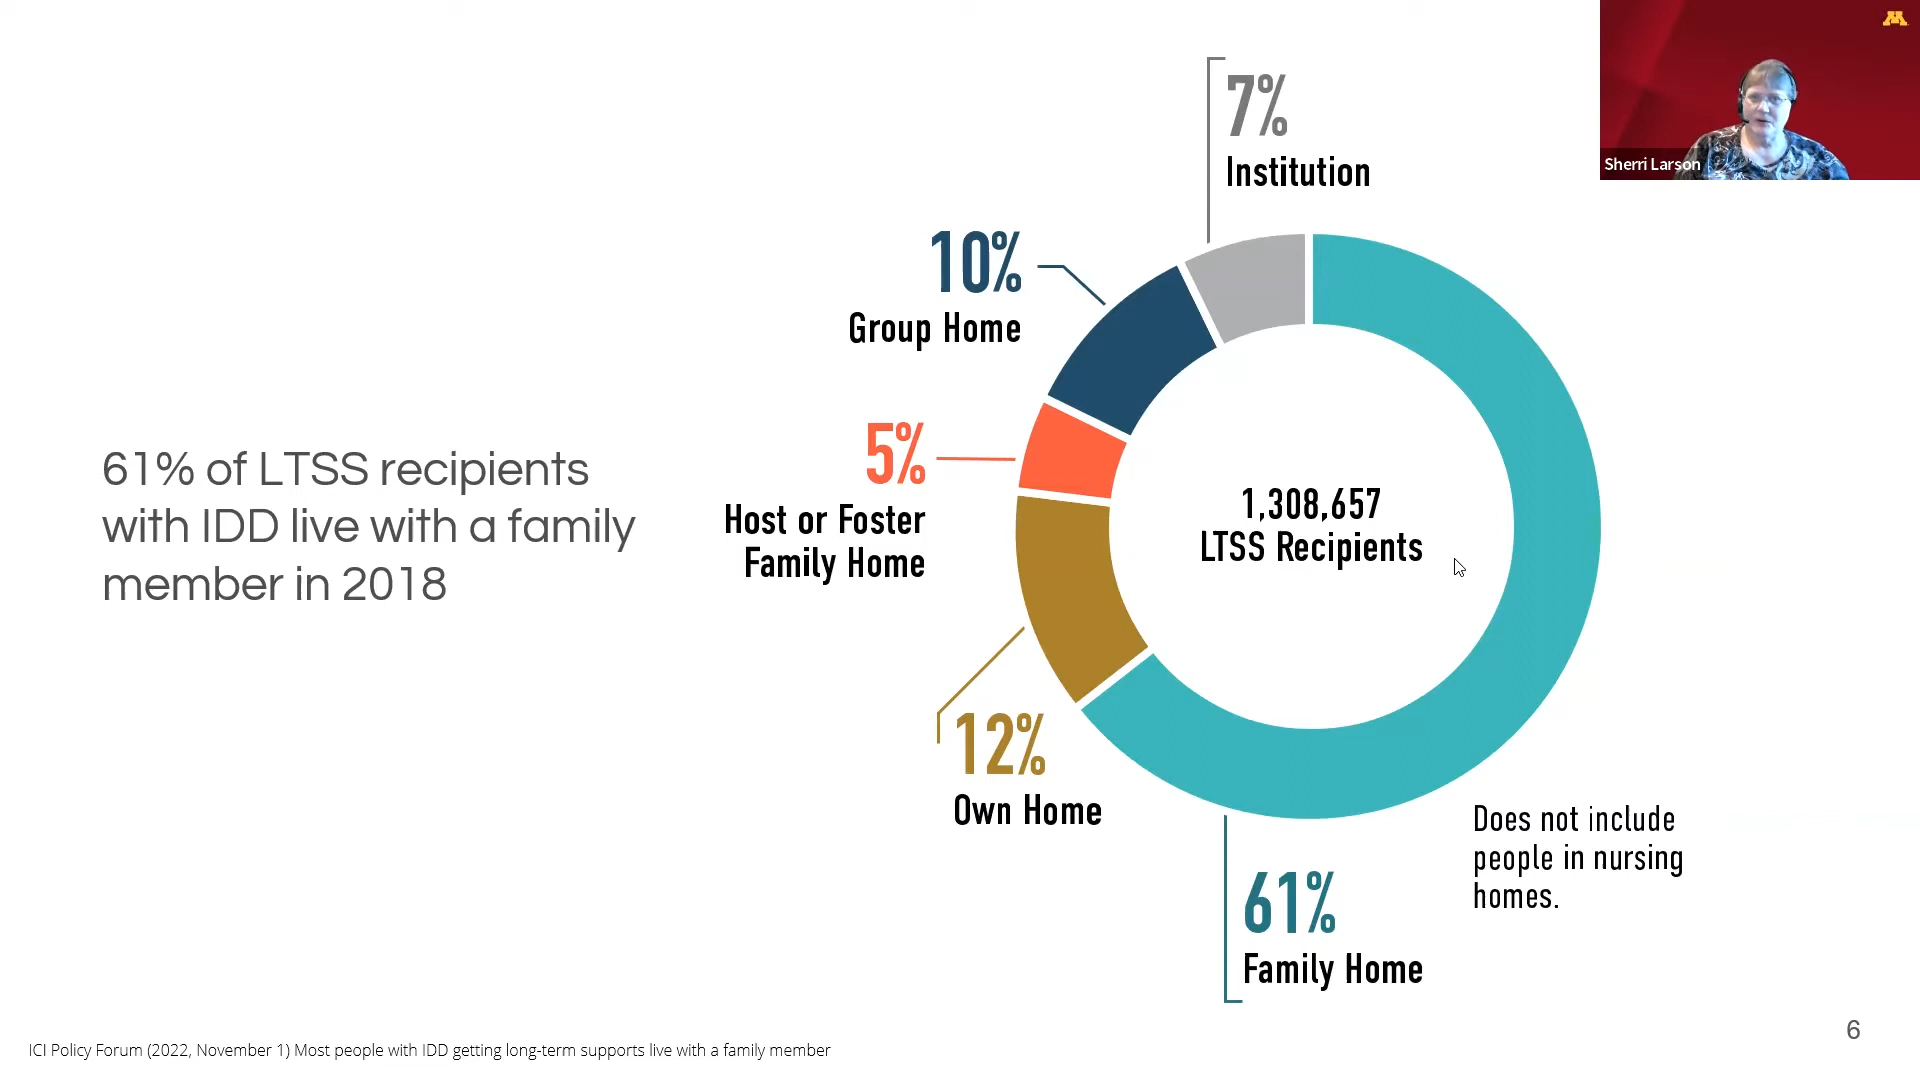 61% of LTSS recipients
with IDD live with a family
member in 2018
7%
Institution
10%
Group Home
5%
Host or Foster
Family Home
12%
Own Home
61%
Family Home
1,308,657
LTSS Recipients
Does not include
people in nursing
homes.
Sherri Larson
M
ICI Policy Forum (2022, November 1) Most people with IDD getting long-term supports live with a family member
6